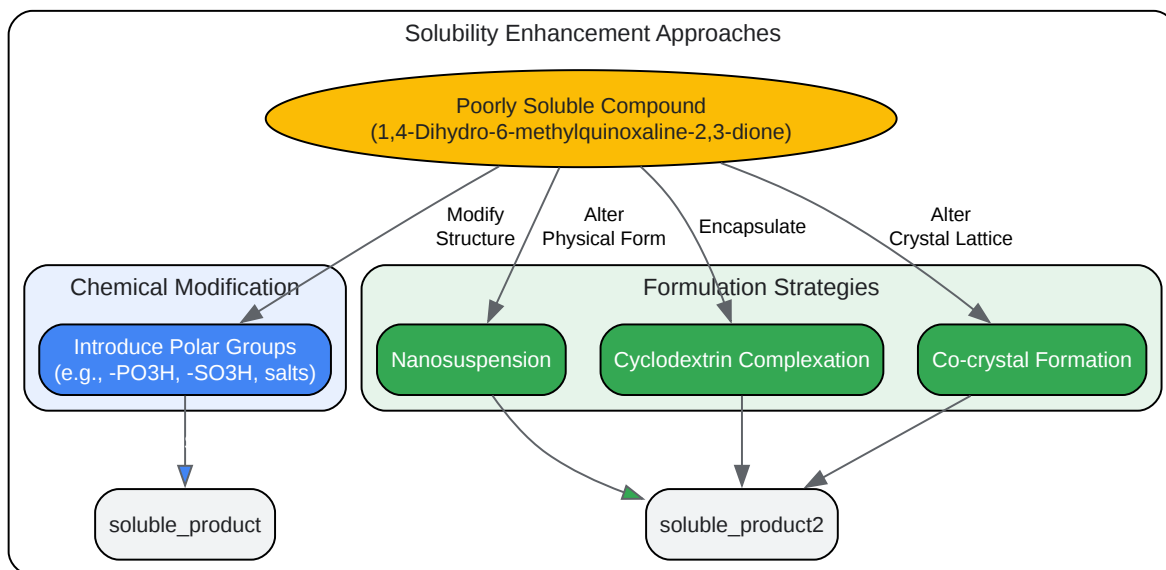 Solubility Enhancement Approaches
Poorly Soluble Compound
(1,4-Dihydro-6-methylquinoxaline-2,3-dione)
Modify
Structure
Alter
Physical Form
Encapsulate
Alter
Crystal Lattice
Chemical Modification
Formulation Strategies
Introduce Polar Groups
(e.g., -PO3H, -SO3H, salts)
Nanosuspension
Cyclodextrin Complexation
Co-crystal Formation
soluble_product
soluble_product2